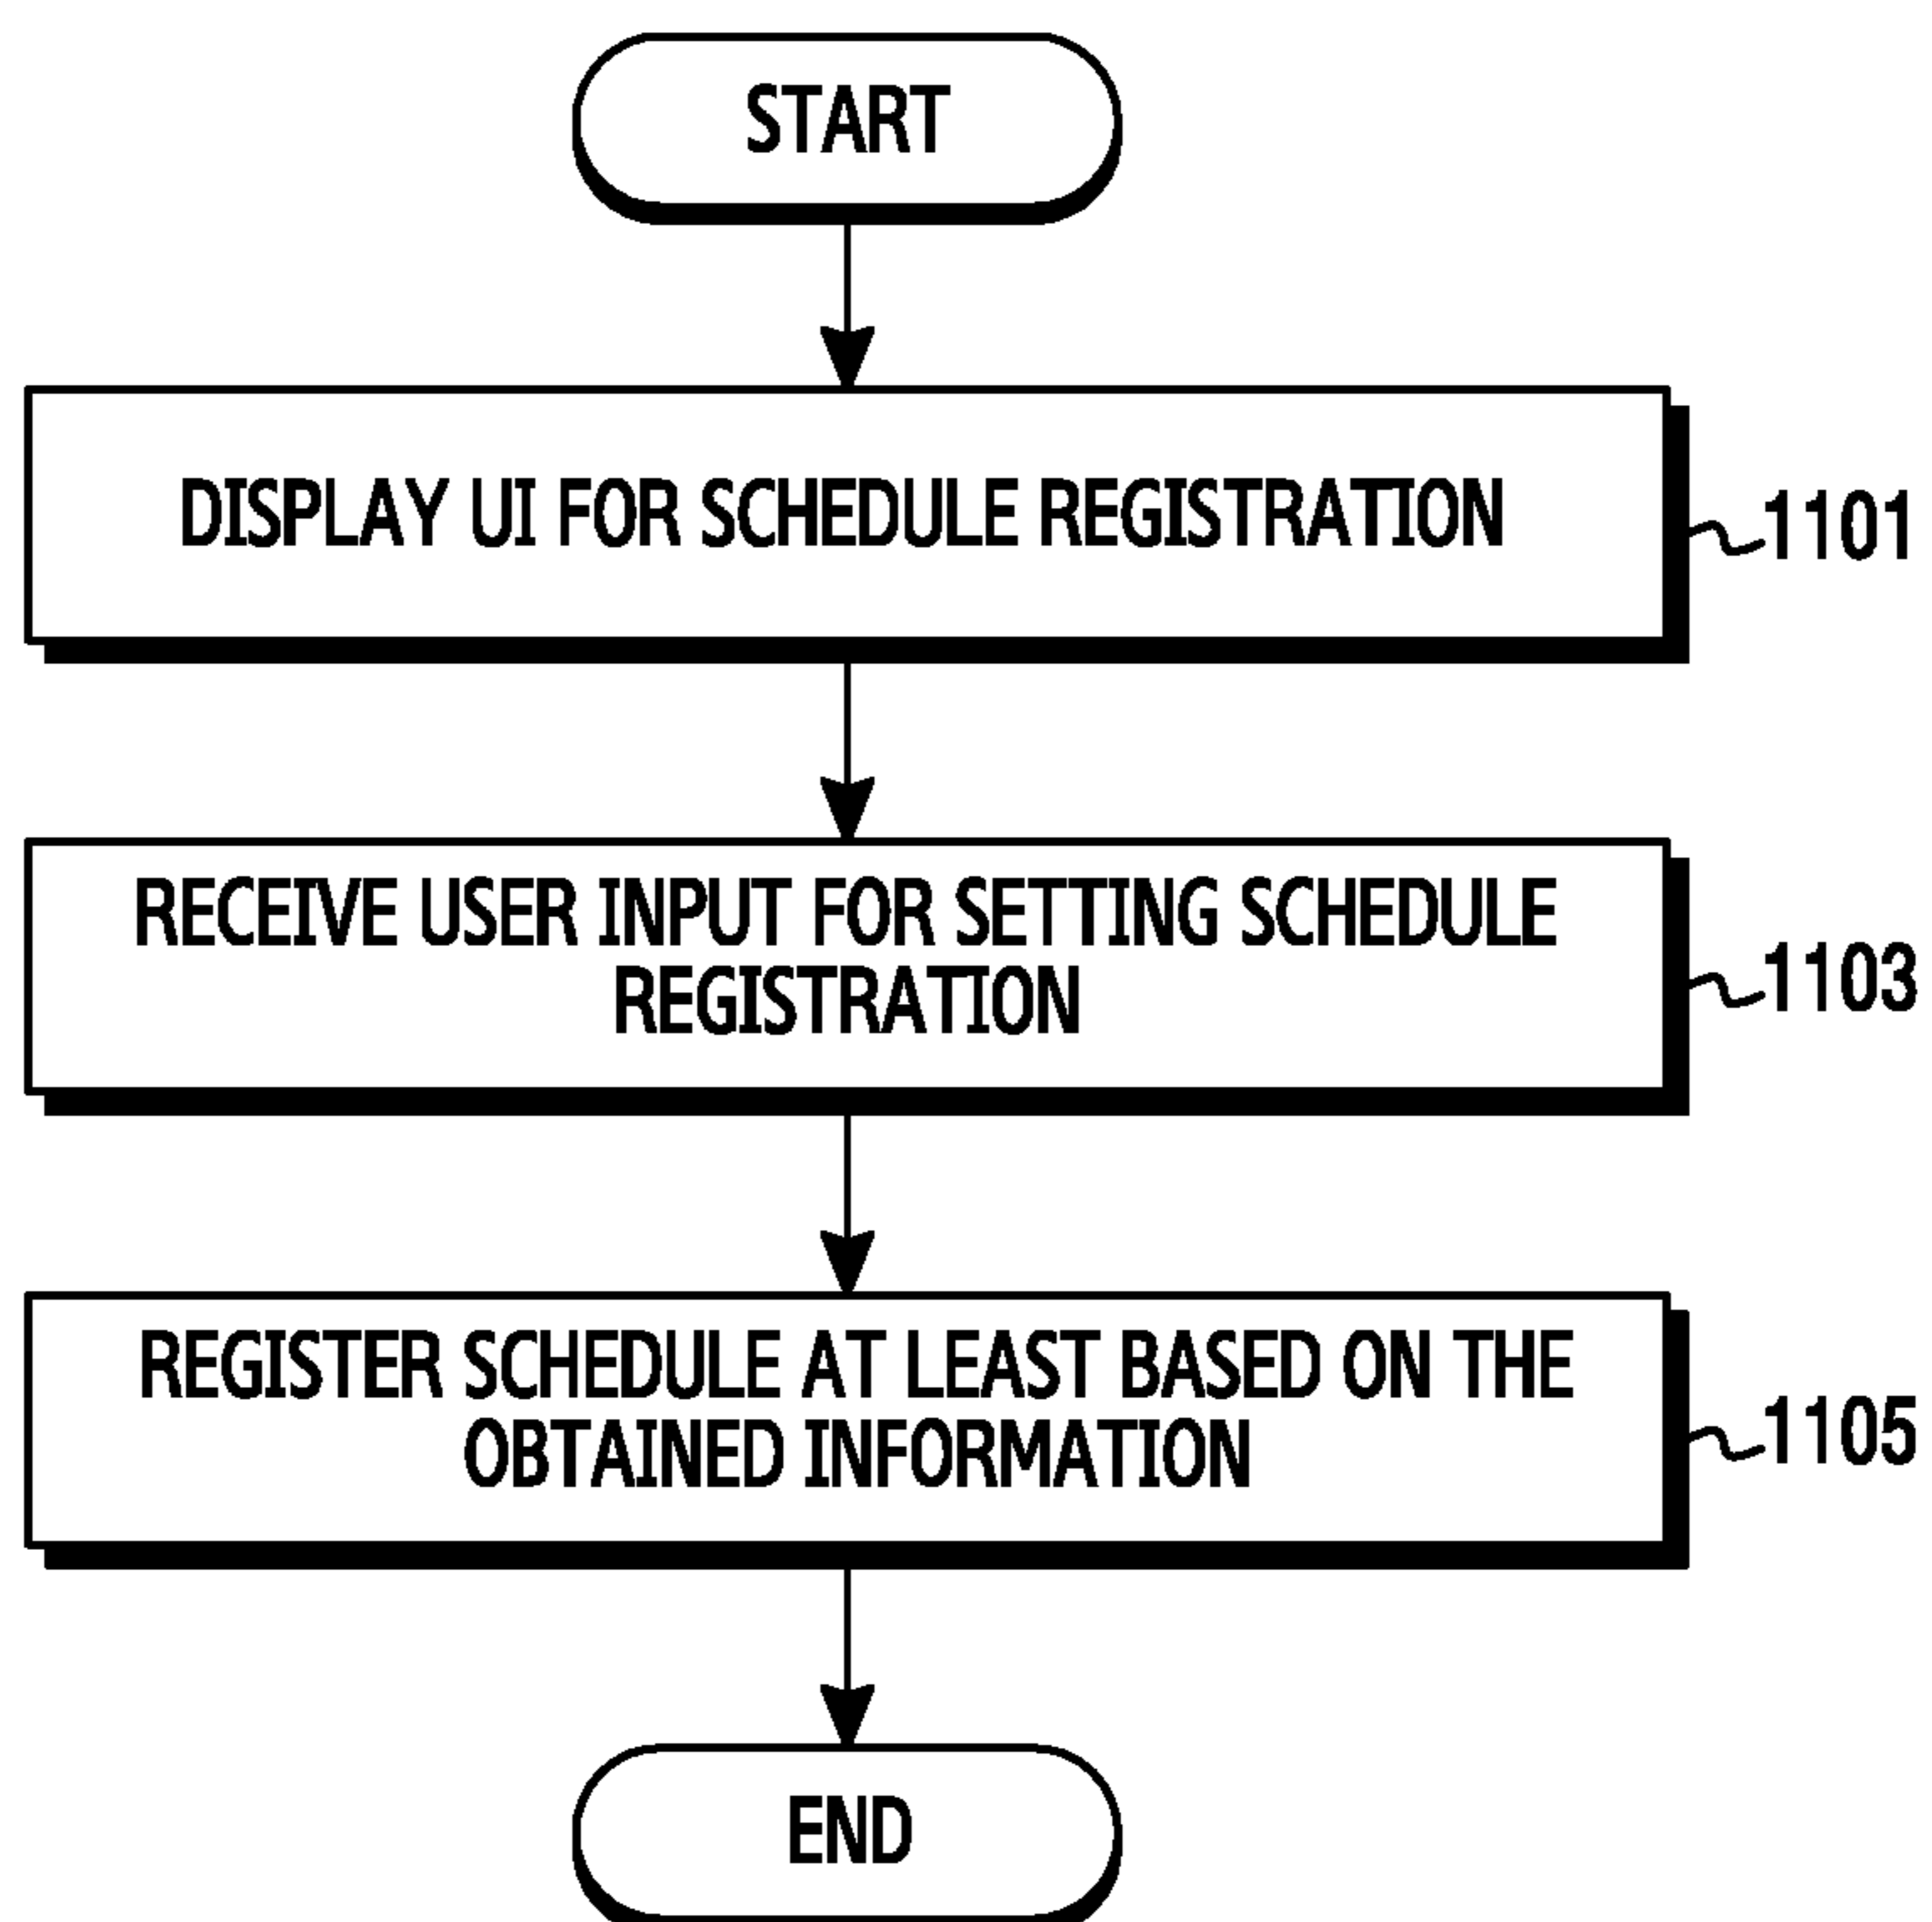 START
DISPLAY UI FOR SCHEDULE REGISTRATION
1101
RECEIVE USER INPUT FOR SETTING SCHEDULE
REGISTRATION
1103
REGISTER SCHEDULE AT LEAST BASED ON THE
OBTAINED INFORMATION
1105
END